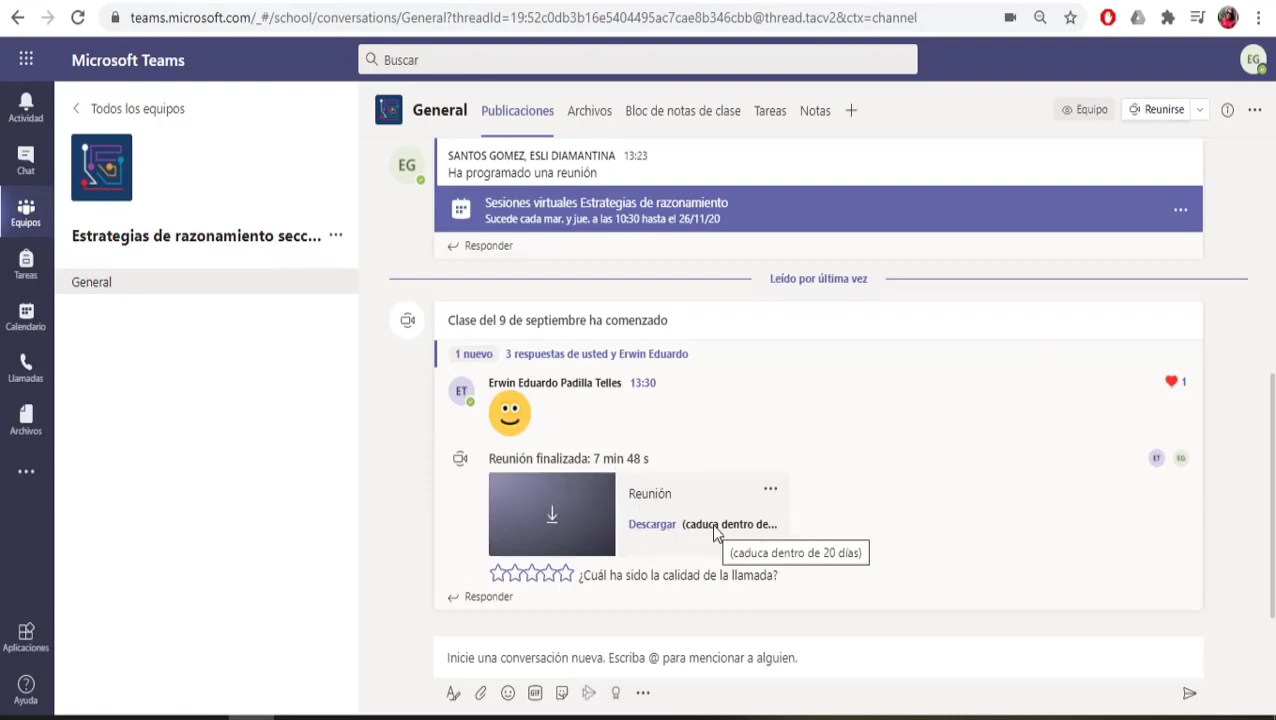 teams.microsoft.com/_#/school/conversations/General?threadId=19:52c0db3b16e5404495ac7cae8b346cbb@thread.tacv2&ctx=channel
Microsoft Teams
Buscar
EG
Actividad
Chat
Equipos
Tareas
Calendario
Llamadas
Archivos
Aplicaciones
Ayuda
Todos los equipos
Estrategias de razonamiento secc...
General
General
Publicaciones
Archivos
Bloc de notas de clase
Tareas
Notas
Equipo
Reunirse
EG
SANTOS GOMEZ, ESLI DIAMANTINA 13:23
Ha programado una reunión
Sesiones virtuales Estrategias de razonamiento
Sucede cada mar. y jue. a las 10:30 hasta el 26/11/20
Responder
Leído por última vez
Clase del 9 de septiembre ha comenzado
1 nuevo 3 respuestas de usted y Erwin Eduardo
ET
Erwin Eduardo Padilla Telles 13:30
1
Reunión finalizada: 7 min 48 s
ET EG
Reunión
Descargar (caduca dentro de...
(caduca dentro de 20 días)
¿Cuál ha sido la calidad de la llamada?
Responder
Inicie una conversación nueva. Escriba @ para mencionar a alguien.
GIF